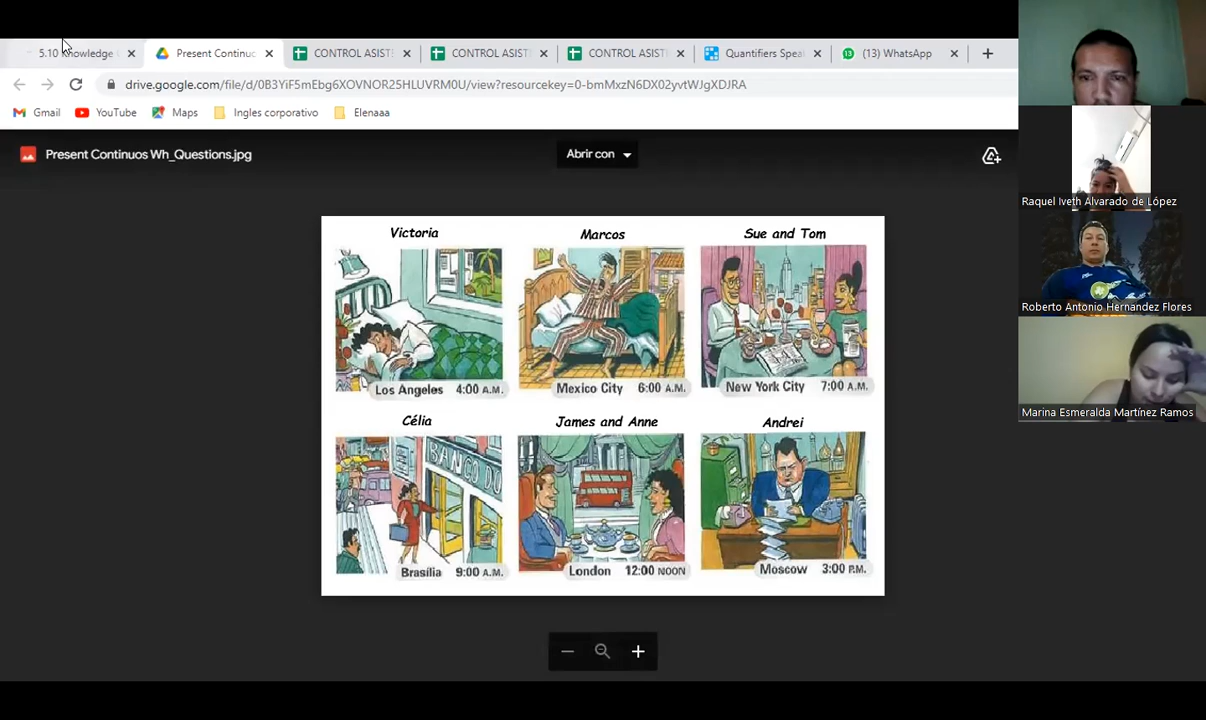 5.10 Knowledge
Present Continuo
CONTROL ASIST
CONTROL ASIST
CONTROL ASIST
Quantifiers Spea
(13) WhatsApp
drive.google.com/file/d/0B3YiF5mEbg6XOVNOR25HLUVRM0U/view?resourcekey=0-bmMxzN6DX02yvtWJgXDJRA
Gmail
YouTube
Maps
Ingles corporativo
Elenaaa
Present Continuos Wh_Questions.jpg
Abrir con
Victoria
Marcos
Sue and Tom
Los Angeles 4:00 A.M.
Mexico City 6:00 A.M.
New York City 7:00 A.M.
Célia
James and Anne
Andrei
BANCO DO
Brasília 9:00 A.M.
London 12:00 NOON
Moscow 3:00 P.M.
Raquel Iveth Alvarado de López
Roberto Antonio Hernandez Flores
Marina Esmeralda Martínez Ramos